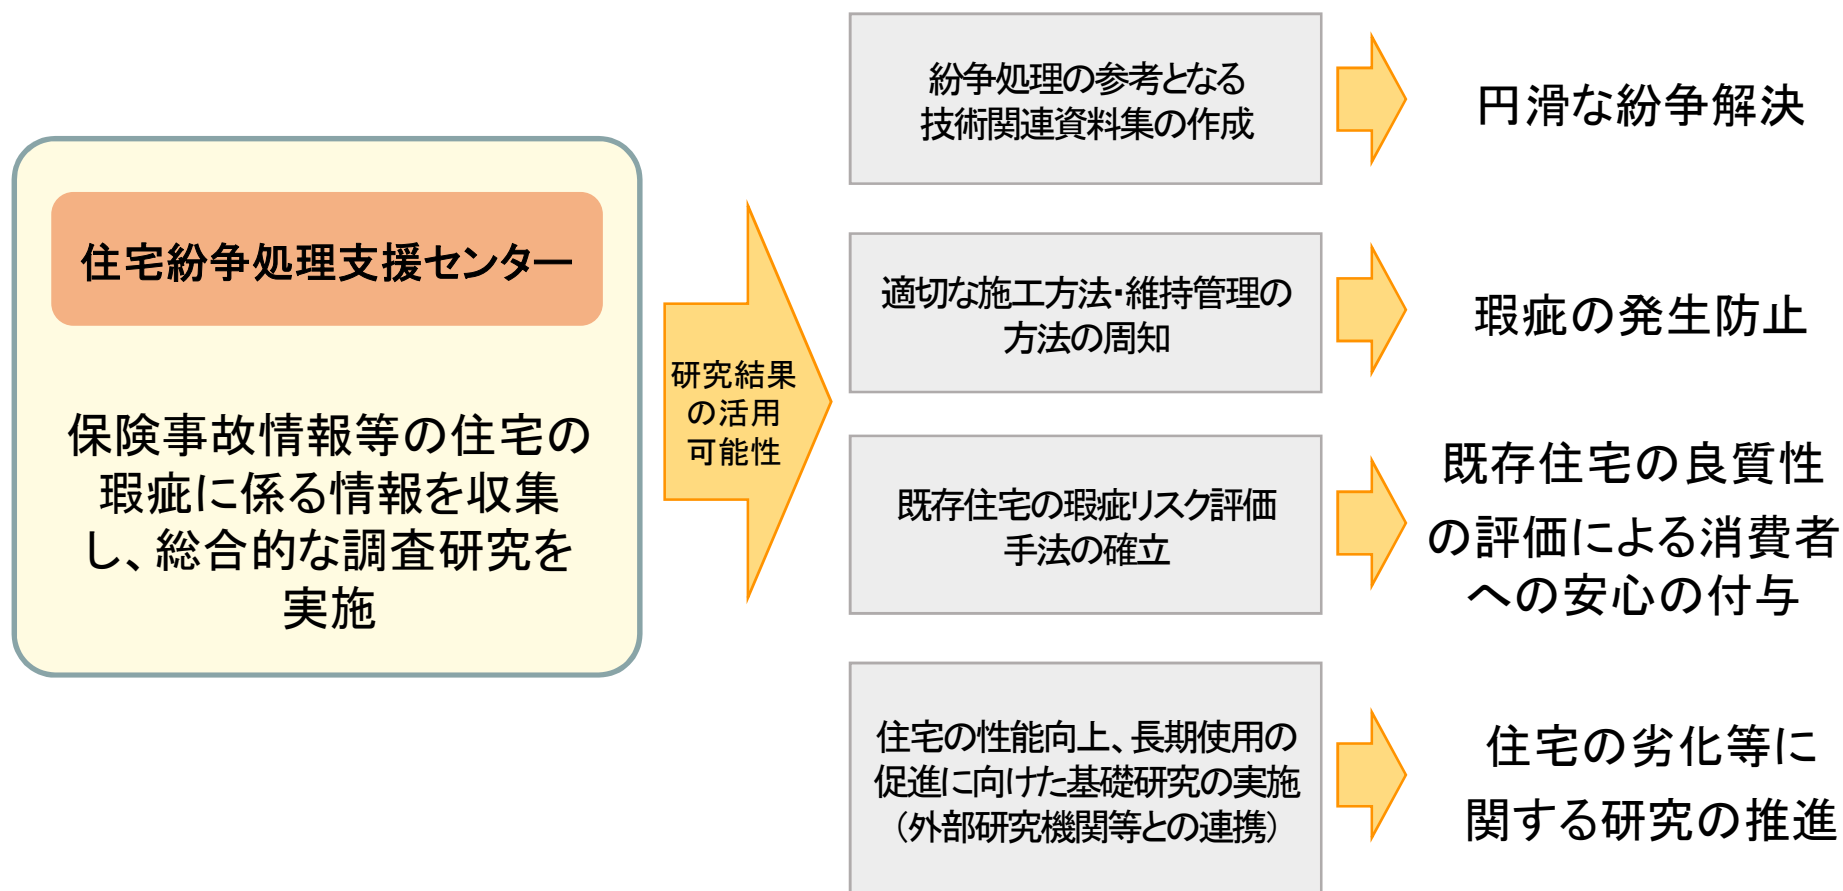 住宅紛争処理支援センター
保険事故情報等の住宅の
瑕疵に係る情報を収集
し、総合的な調査研究を
実施
研究結果
の活用
可能性
紛争処理の参考となる
技術関連資料集の作成
円滑な紛争解決
適切な施工方法・維持管理の
方法の周知
瑕疵の発生防止
既存住宅の瑕疵リスク評価
手法の確立
既存住宅の良質性
の評価による消費者
への安心の付与
住宅の性能向上、長期使用の
促進に向けた基礎研究の実施
（外部研究機関等との連携）
住宅の劣化等に
関する研究の推進